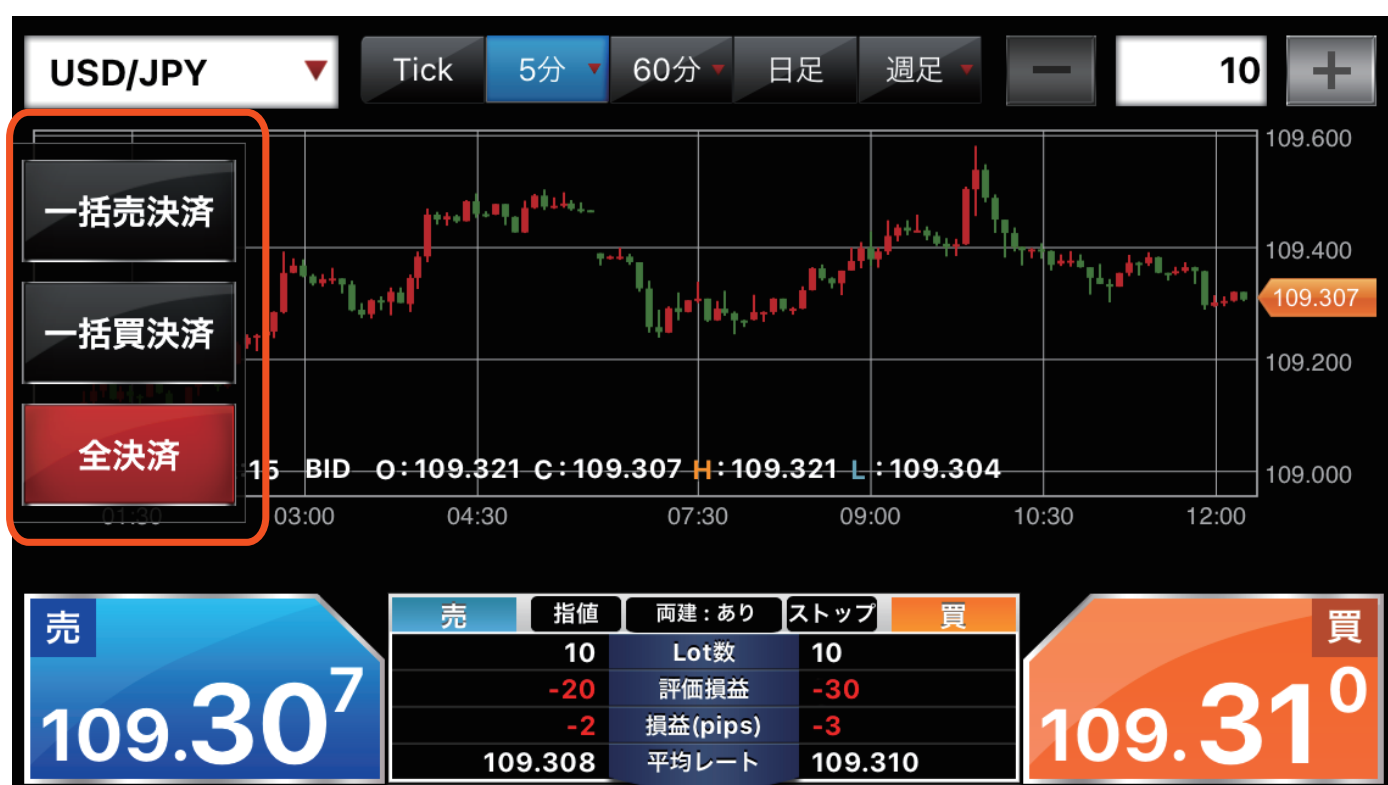 USD/JPY ▼ Tick 5分 ▼ 60分 ▼ 日足 週足 ▼ − 10 +
109.600
一括売決済
109.400
109.307
一括買決済
109.200
全決済
:15 BID O:109.321 C:109.307 H:109.321 L:109.304
109.000
01:30 03:00 04:30 07:30 09:00 10:30 12:00
売
109.307
売 指値 両建:あり ストップ 買
10 Lot数 10
-20 評価損益 -30
-2 損益(pips) -3
109.308 平均レート 109.310
買
109.310